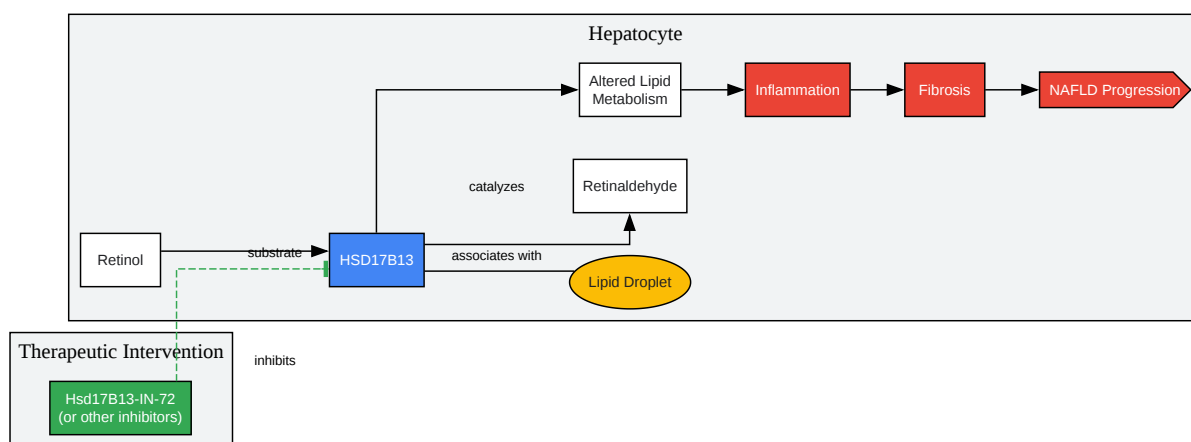 Hepatocyte
Altered Lipid
Metabolism
Inflammation
Fibrosis
NAFLD Progression
catalyzes
Retinaldehyde
Retinol
substrate
HSD17B13
associates with
Lipid Droplet
Therapeutic Intervention
inhibits
Hsd17B13-IN-72
(or other inhibitors)